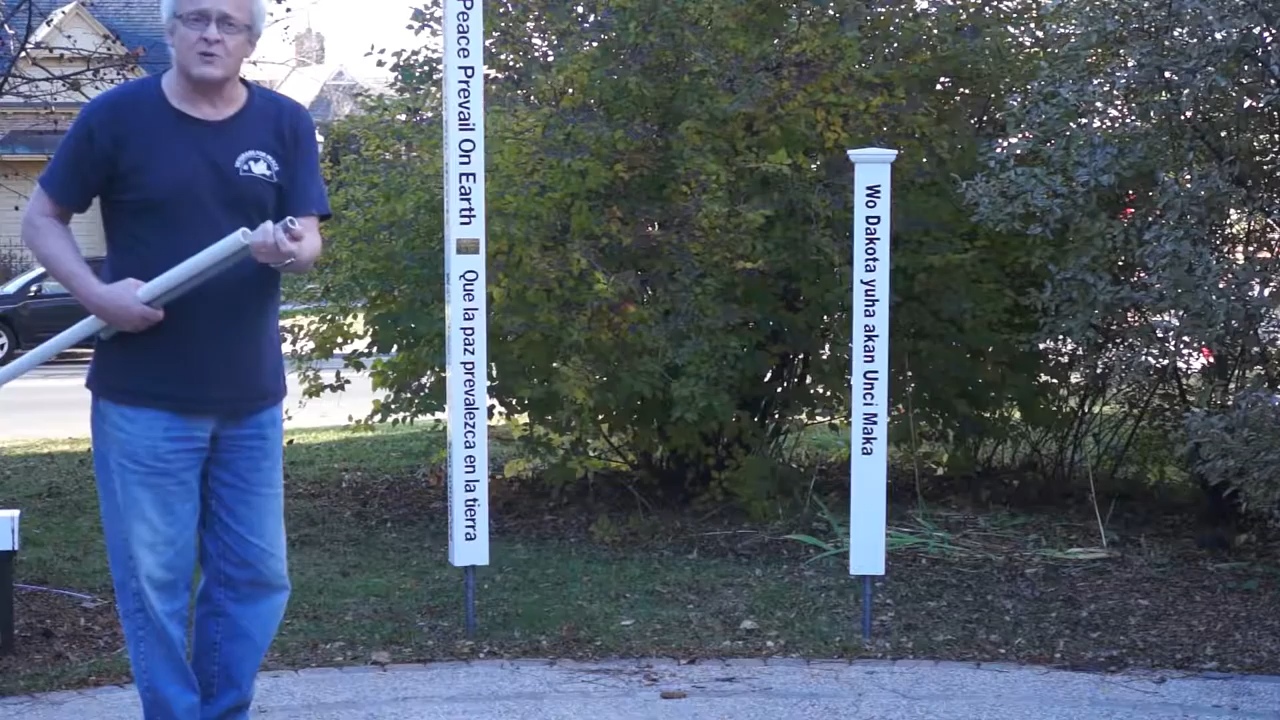 Peace Prevail On Earth
Que la paz prevalezca en la tierra
Wo Dakota yuha akan Unci Maka